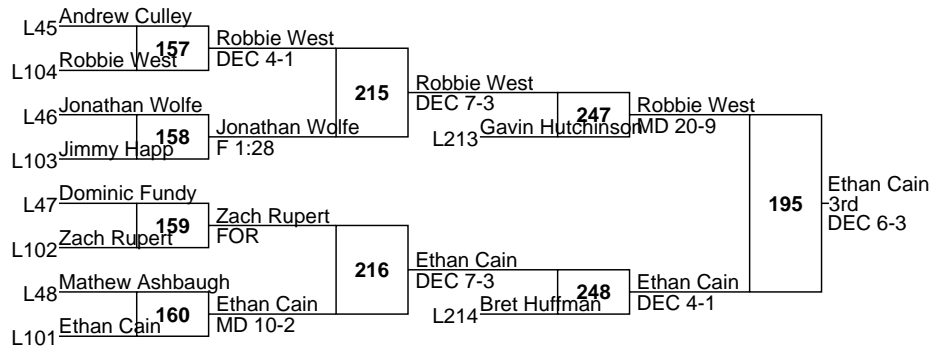 Andrew Culley
L45
157
Robbie West
DEC 4-1
L104 Robbie West
215
Robbie West
DEC 7-3
Jonathan Wolfe
L46
158
Jonathan Wolfe
F 1:28
L103 Jimmy Happ
247
Robbie West
MD 20-9
L213 Gavin Hutchinson
Dominic Fundy
L47
159
Zach Rupert
FOR
L102 Zach Rupert
195
Ethan Cain
3rd
DEC 6-3
216
Ethan Cain
DEC 7-3
Mathew Ashbaugh
L48
160
Ethan Cain
MD 10-2
L101 Ethan Cain
248
Ethan Cain
DEC 4-1
L214 Bret Huffman